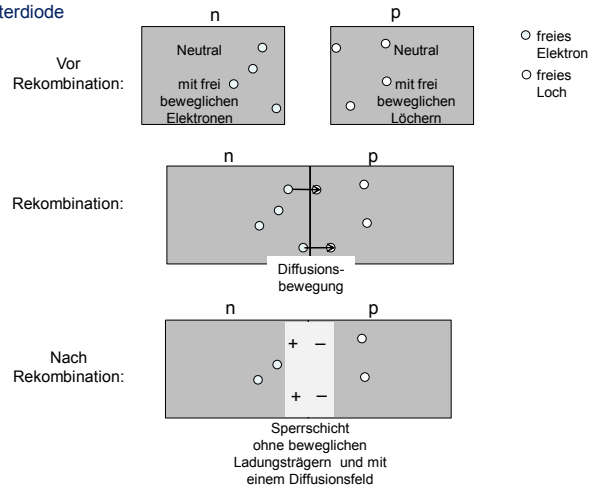 terdiode
n
p
freies
Elektron
freies
Loch
Vor
Rekombination:
Neutral
mit frei
beweglichen
Elektronen
Neutral
mit frei
beweglichen
Löchern
n
p
Rekombination:
Diffusions-
bewegung
n
p
Nach
Rekombination:
+ –
+ –
Sperrschicht
ohne beweglichen
Ladungsträgern und mit
einem Diffusionsfeld